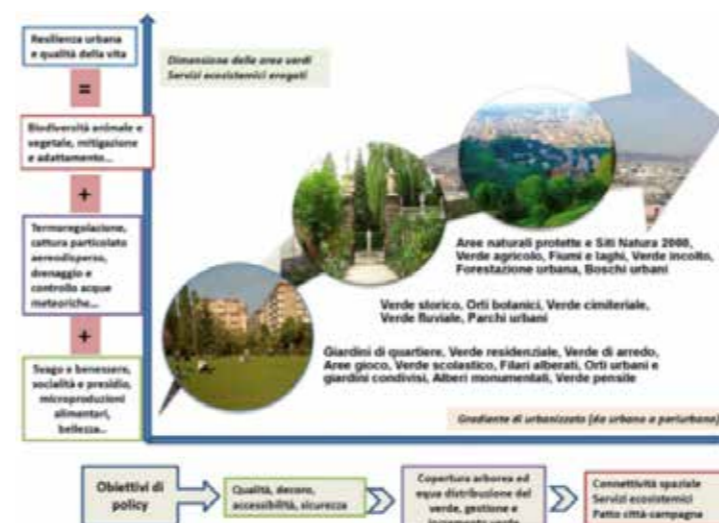 Resilienza urbana
e qualità della vita
=
Biodiversità animale e
vegetale, mitigazione
e adattamento...
+
Termoregolazione,
cattura particolato
aereodisperso,
drenaggio e
controllo acque
meteoriche...
+
Svago e benessere,
socialità e presidio,
microproduzioni
alimentari,
bellezza...
Dimensione delle aree verdi
Servizi ecosistemici erogati
Aree naturali protette e Siti Natura 2000,
Verde agricolo, Fiumi e laghi, Verde incolto,
Forestazione urbana, Boschi urbani
Verde storico, Orti botanici, Verde cimiteriale,
Verde fluviale, Parchi urbani
Giardini di quartiere, Verde residenziale, Verde di arredo,
Aree gioco, Verde scolastico, Filari alberati, Orti urbani e
giardini condivisi, Alberi monumentali, Verde pensile
Gradiente di urbanizzato [da urbano a periurbano]
Obiettivi di
policy
Qualità, decoro,
accessibilità, sicurezza
Copertura arborea ed
equa distribuzione del
verde, gestione e
incremento verde
Connettività spaziale
Servizi ecosistemici
Patto città-campagna